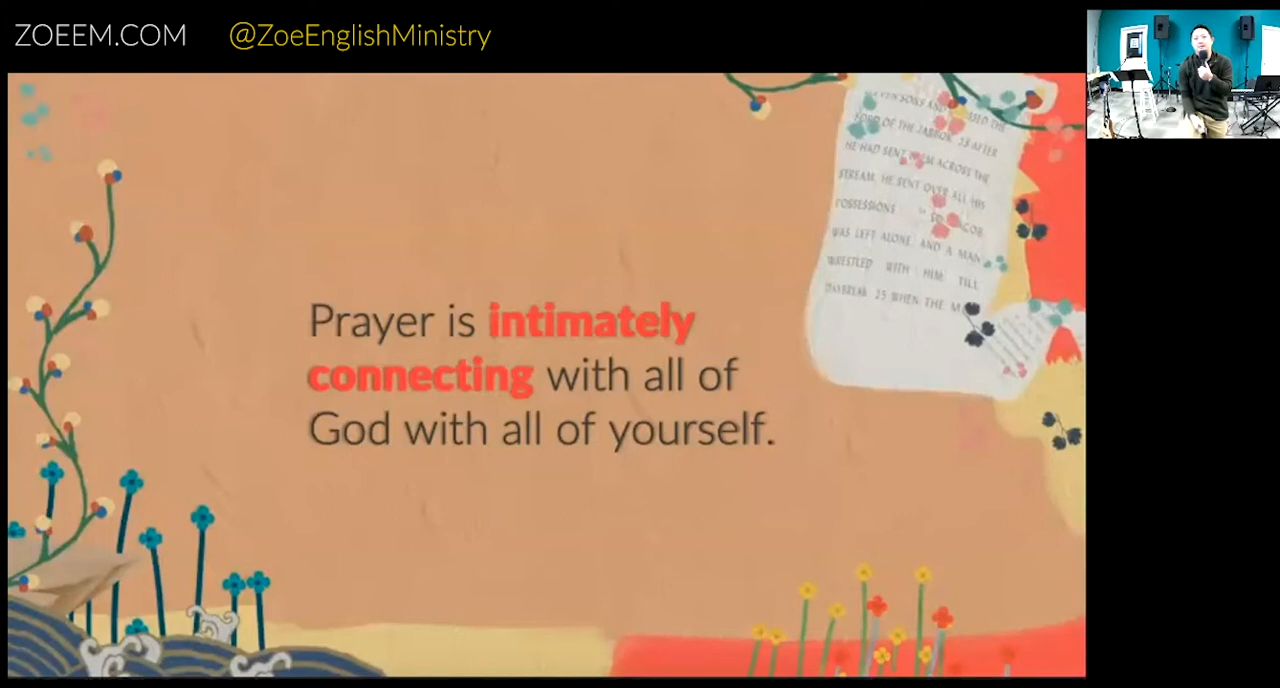 ZOEEM.COM @ZoeEnglishMinistry
SONS AND
FORD OF THE JABBOK. 23 AFTER
HE HAD SENT THEM ACROSS THE
STREAM, HE SENT OVER ALL HIS
POSSESSIONS
WAS LEFT ALONE, AND A MAN
WRESTLED WITH HIM TILL
DAYBREAK. 25 WHEN THE
Prayer is intimately
connecting with all of
God with all of yourself.